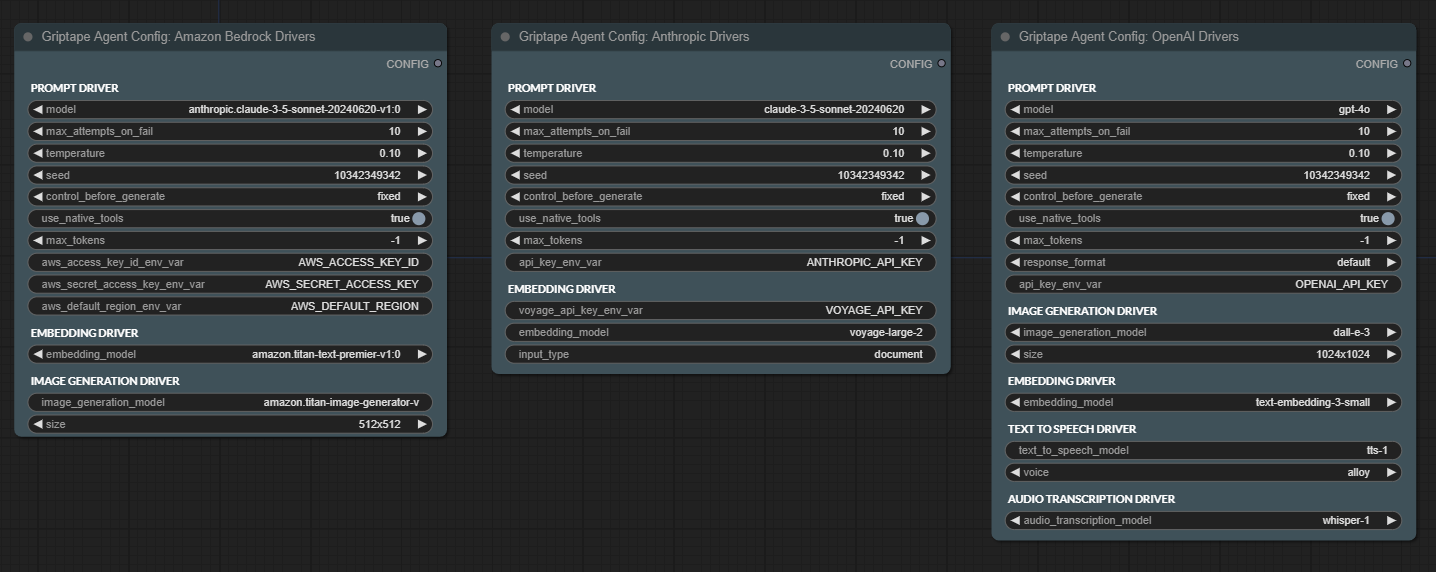 Griptape Agent Config: Amazon Bedrock Drivers
CONFIG
PROMPT DRIVER
model anthropic.claude-3-5-sonnet-20240620-v1:0
max_attempts_on_fail 10
temperature 0.10
seed 10342349342
control_before_generate fixed
use_native_tools true
max_tokens -1
aws_access_key_id_env_var AWS_ACCESS_KEY_ID
aws_secret_access_key_env_var AWS_SECRET_ACCESS_KEY
aws_default_region_env_var AWS_DEFAULT_REGION
EMBEDDING DRIVER
embedding_model amazon.titan-text-premier-v1:0
IMAGE GENERATION DRIVER
image_generation_model amazon.titan-image-generator-v
size 512x512
Griptape Agent Config: Anthropic Drivers
CONFIG
PROMPT DRIVER
model claude-3-5-sonnet-20240620
max_attempts_on_fail 10
temperature 0.10
seed 10342349342
control_before_generate fixed
use_native_tools true
max_tokens -1
api_key_env_var ANTHROPIC_API_KEY
EMBEDDING DRIVER
voyage_api_key_env_var VOYAGE_API_KEY
embedding_model voyage-large-2
input_type document
Griptape Agent Config: OpenAI Drivers
CONFIG
PROMPT DRIVER
model gpt-4o
max_attempts_on_fail 10
temperature 0.10
seed 10342349342
control_before_generate fixed
use_native_tools true
max_tokens -1
response_format default
api_key_env_var OPENAI_API_KEY
IMAGE GENERATION DRIVER
image_generation_model dall-e-3
size 1024x1024
EMBEDDING DRIVER
embedding_model text-embedding-3-small
TEXT TO SPEECH DRIVER
text_to_speech_model tts-1
voice alloy
AUDIO TRANSCRIPTION DRIVER
audio_transcription_model whisper-1